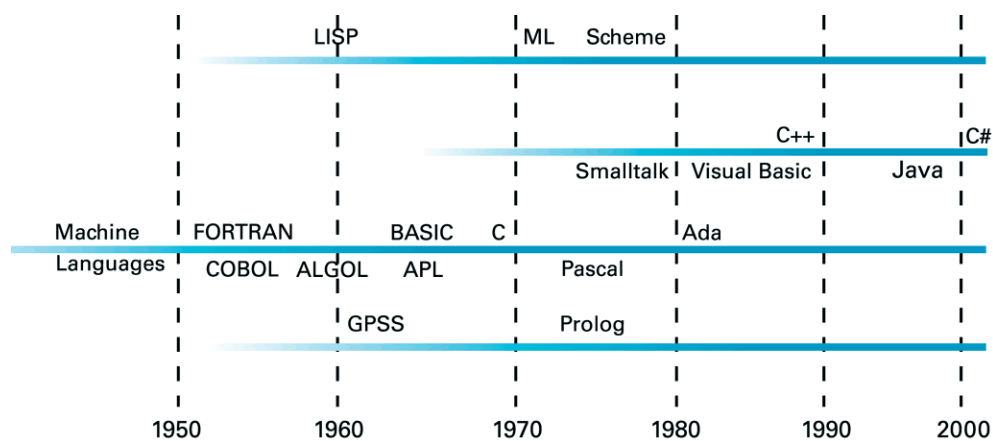 LISP ML Scheme
C++ C#
Smalltalk Visual Basic Java
Machine FORTRAN BASIC C Ada
Languages COBOL ALGOL APL Pascal
GPSS Prolog
1950 1960 1970 1980 1990 2000